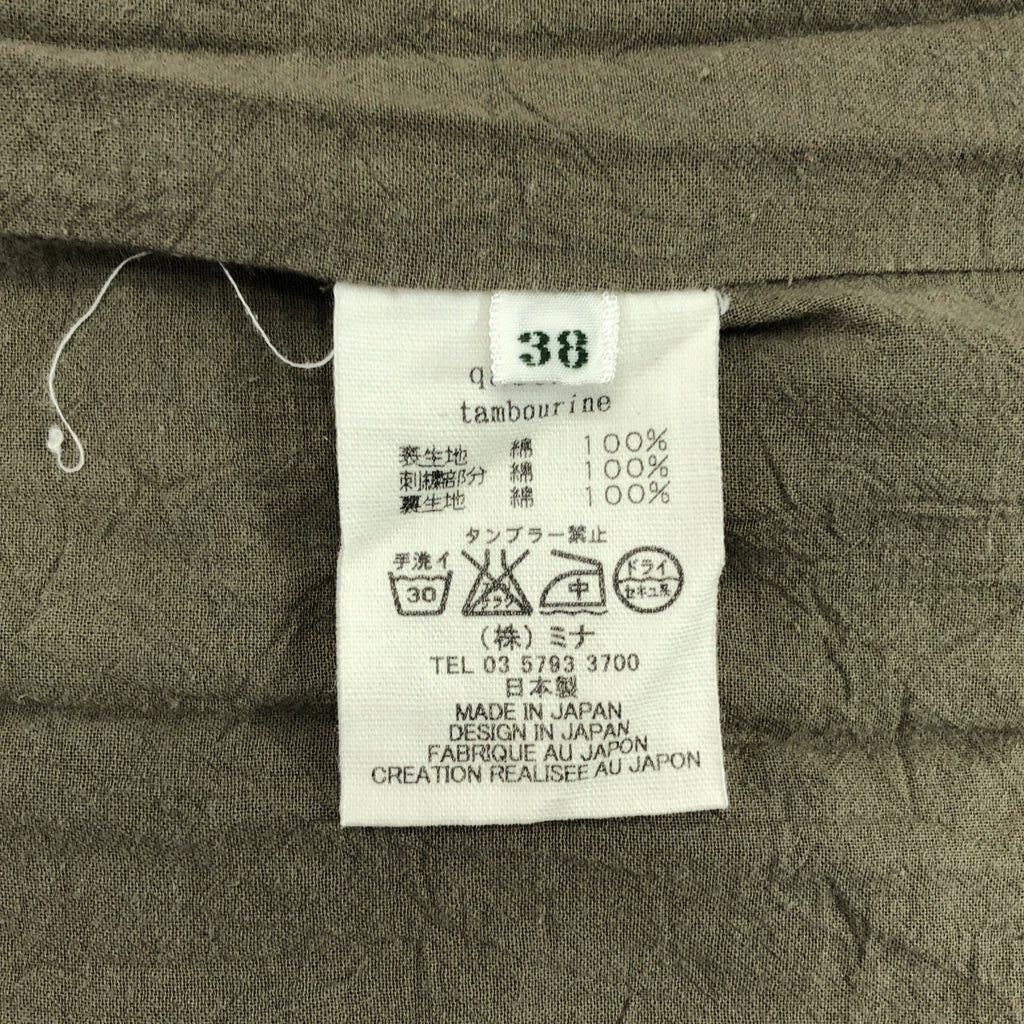 38
tambourine
表生地 綿 100%
刺繍部分 綿 100%
裏生地 綿 100%
タンブラー禁止
手洗イ
30
中
ドライ
セキユ系
(株)ミナ
TEL 03 5793 3700
日本製
MADE IN JAPAN
DESIGN IN JAPAN
FABRIQUE AU JAPON
CREATION REALISEE AU JAPON